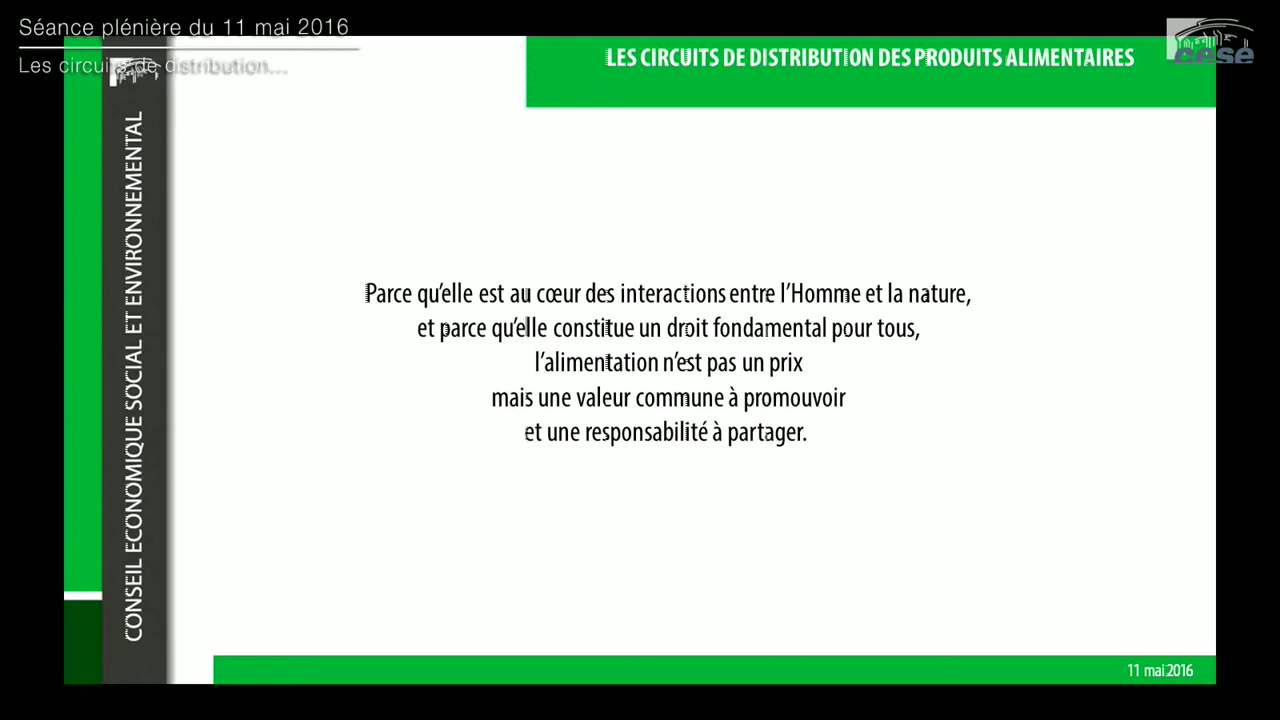 Séance plénière du 11 mai 2016
Les circuits de distribution...
cese
LES CIRCUITS DE DISTRIBUTION DES PRODUITS ALIMENTAIRES
CONSEIL ECONOMIQUE SOCIAL ET ENVIRONNEMENTAL
Parce qu’elle est au cœur des interactions entre l’Homme et la nature,
et parce qu’elle constitue un droit fondamental pour tous,
l’alimentation n’est pas un prix
mais une valeur commune à promouvoir
et une responsabilité à partager.
11 mai 2016